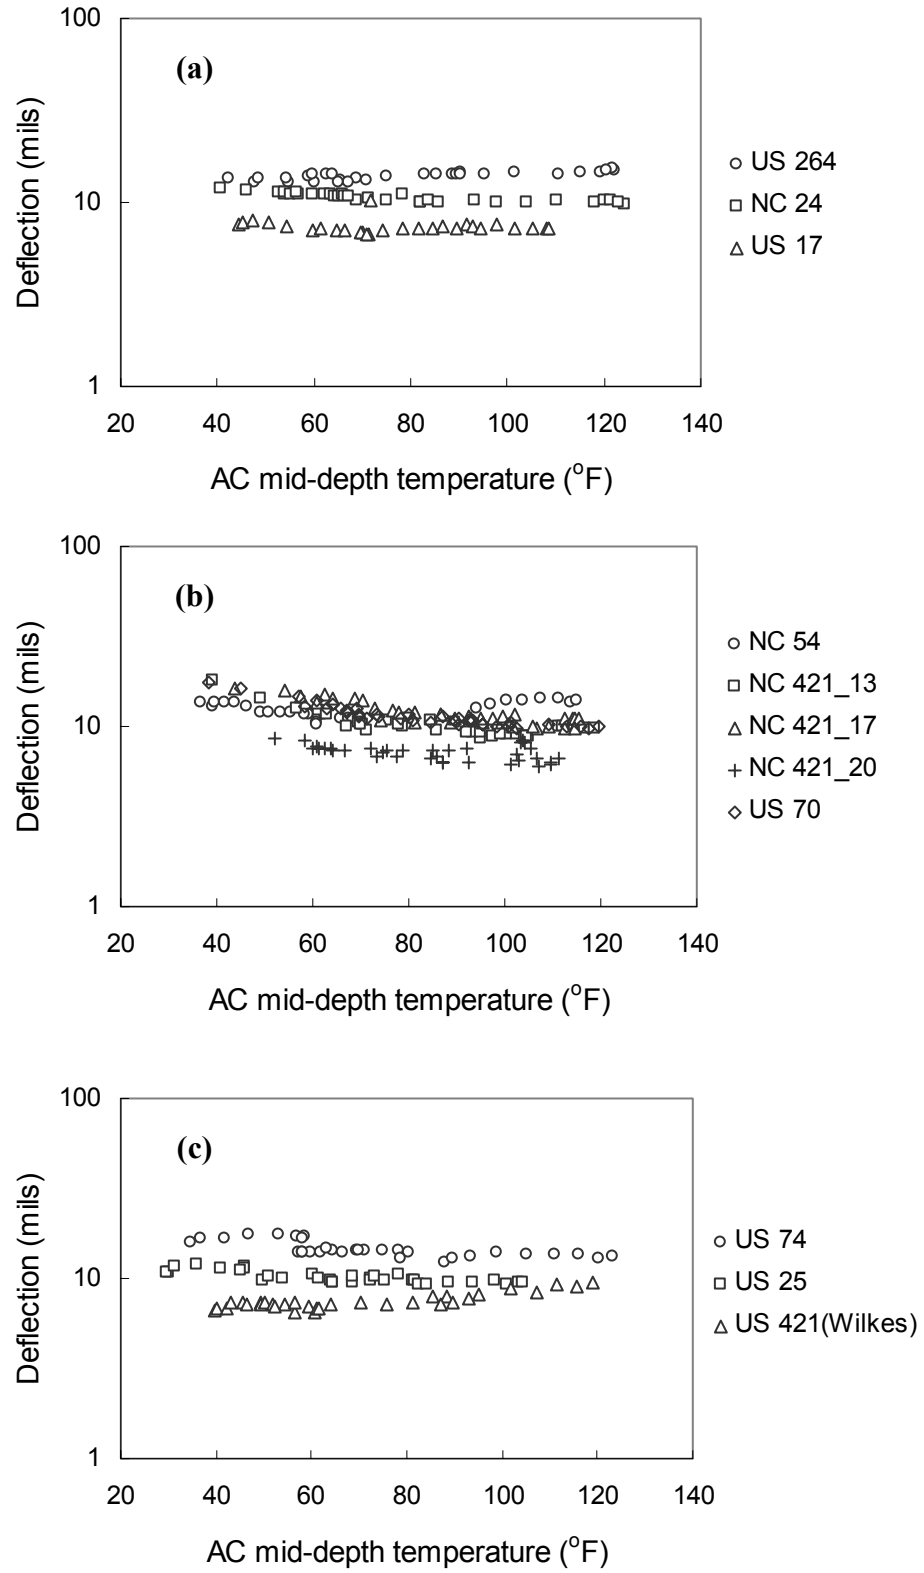 100
(a)
Deflection (mils)
US 264
10
NC 24
US 17
1
20 40 60 80 100 120 140
AC mid-depth temperature (°F)
100
(b)
Deflection (mils)
NC 54
NC 421_13
10
NC 421_17
NC 421_20
US 70
1
20 40 60 80 100 120 140
AC mid-depth temperature (°F)
100
(c)
Deflection (mils)
US 74
10
US 25
US 421(Wilkes)
1
20 40 60 80 100 120 140
AC mid-depth temperature (°F)